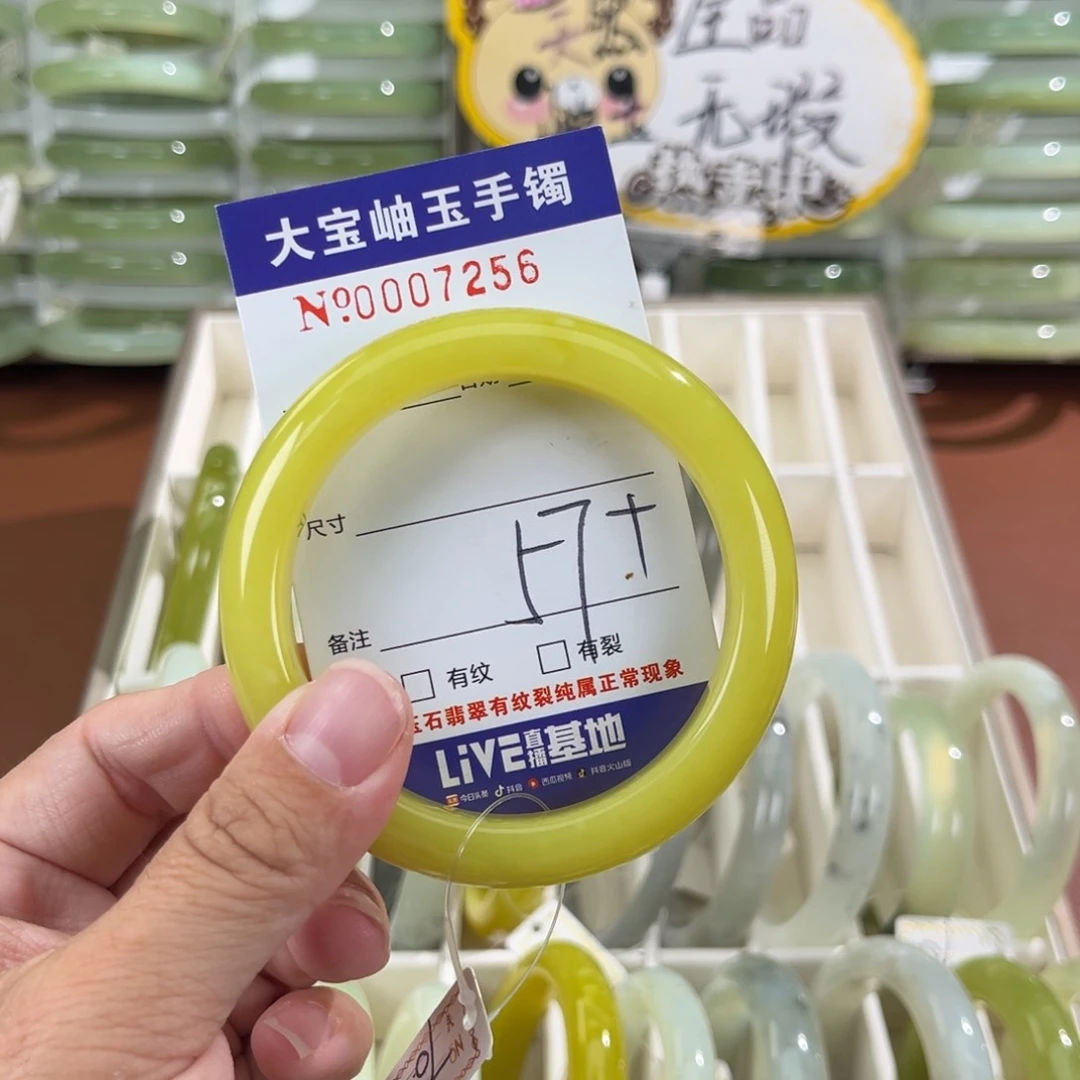 无瑕
大宝岫玉手镯
№:0007256
尺寸
57+
备注
有纹 有裂
玉石翡翠有纹裂纯属正常现象
LiVE直播基地
今日头条 抖音 西瓜视频 抖音火山版